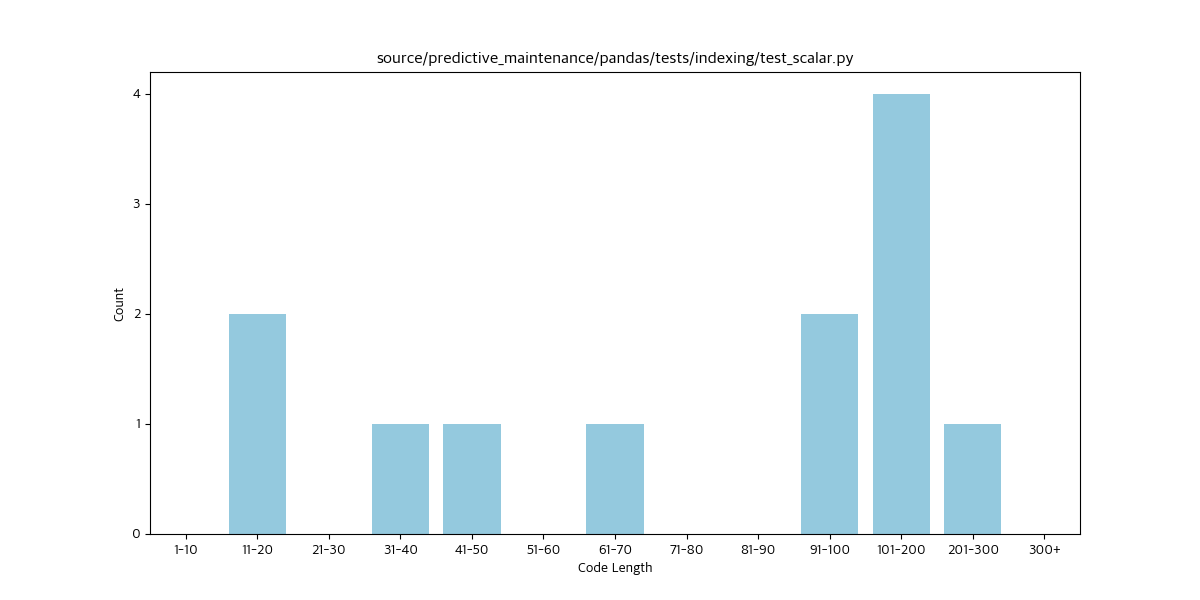 source/predictive_maintenance/pandas/tests/indexing/test_scalar.py
4
3
2
1
0
Count
1-10 11-20 21-30 31-40 41-50 51-60 61-70 71-80 81-90 91-100 101-200 201-300 300+
Code Length